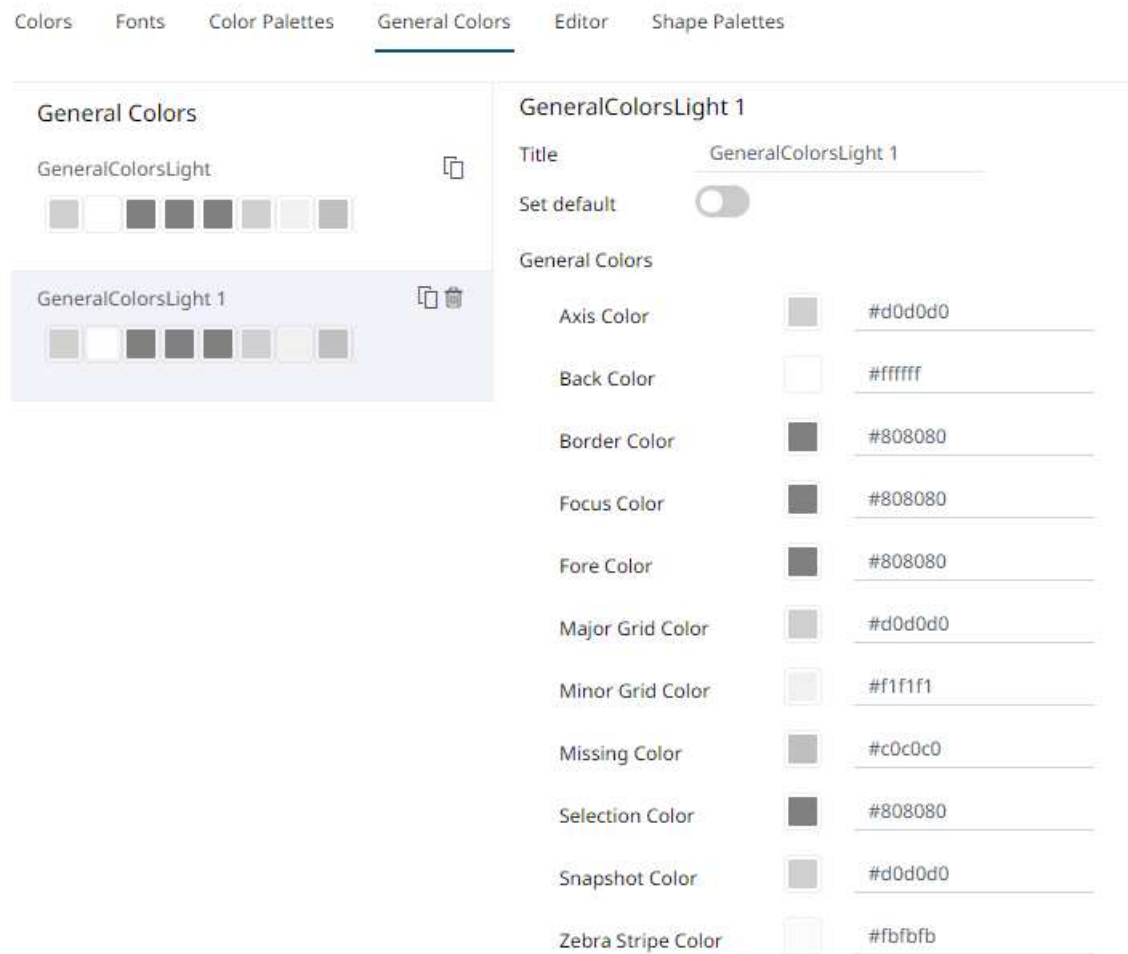 Colors Fonts Color Palettes General Colors Editor Shape Palettes
General Colors
GeneralColorsLight
GeneralColorsLight 1
GeneralColorsLight 1
Title GeneralColorsLight 1
Set default
General Colors
Axis Color #d0d0d0
Back Color #ffffff
Border Color #808080
Focus Color #808080
Fore Color #808080
Major Grid Color #d0d0d0
Minor Grid Color #f1f1f1
Missing Color #c0c0c0
Selection Color #808080
Snapshot Color #d0d0d0
Zebra Stripe Color #fbfbfb